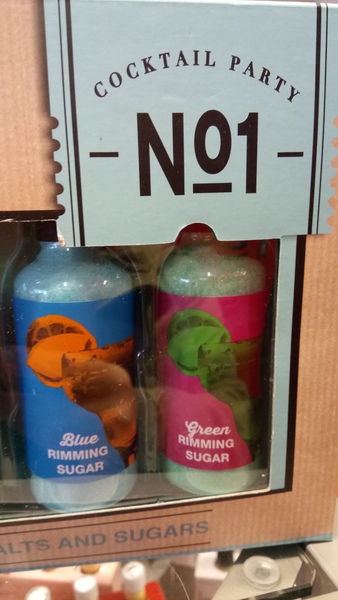 COCKTAIL PARTY
No1
Blue
RIMMING
SUGAR
Green
RIMMING
SUGAR
ALTS AND SUGARS